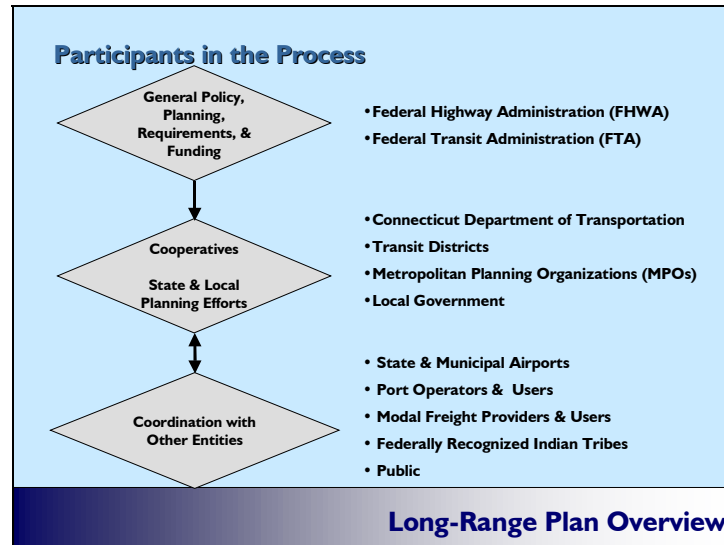 Participants in the Process
General Policy,
Planning,
Requirements, &
Funding
•Federal Highway Administration (FHWA)
•Federal Transit Administration (FTA)
Cooperatives
State & Local
Planning Efforts
•Connecticut Department of Transportation
•Transit Districts
•Metropolitan Planning Organizations (MPOs)
•Local Government
Coordination with
Other Entities
• State & Municipal Airports
• Port Operators & Users
• Modal Freight Providers & Users
• Federally Recognized Indian Tribes
• Public
Long-Range Plan Overview